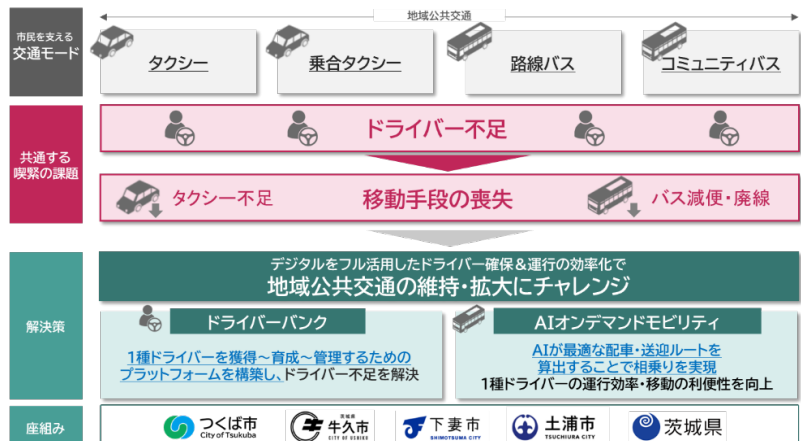 地域公共交通
市民を支える
交通モード
タクシー
乗合タクシー
路線バス
コミュニティバス
共通する
喫緊の課題
ドライバー不足
タクシー不足
移動手段の喪失
バス減便・廃線
解決策
デジタルをフル活用したドライバー確保&運行の効率化で
地域公共交通の維持・拡大にチャレンジ
ドライバーバンク
1種ドライバーを獲得~育成~管理するための
プラットフォームを構築し、ドライバー不足を解決
AIオンデマンドモビリティ
AIが最適な配車・送迎ルートを
算出することで相乗りを実現
1種ドライバーの運行効率・移動の利便性を向上
座組み
つくば市
City of Tsukuba
茨城県
牛久市
CITY OF USHIKU
下妻市
SHIMOTSUMA CITY
土浦市
TSUCHIURA CITY
茨城県